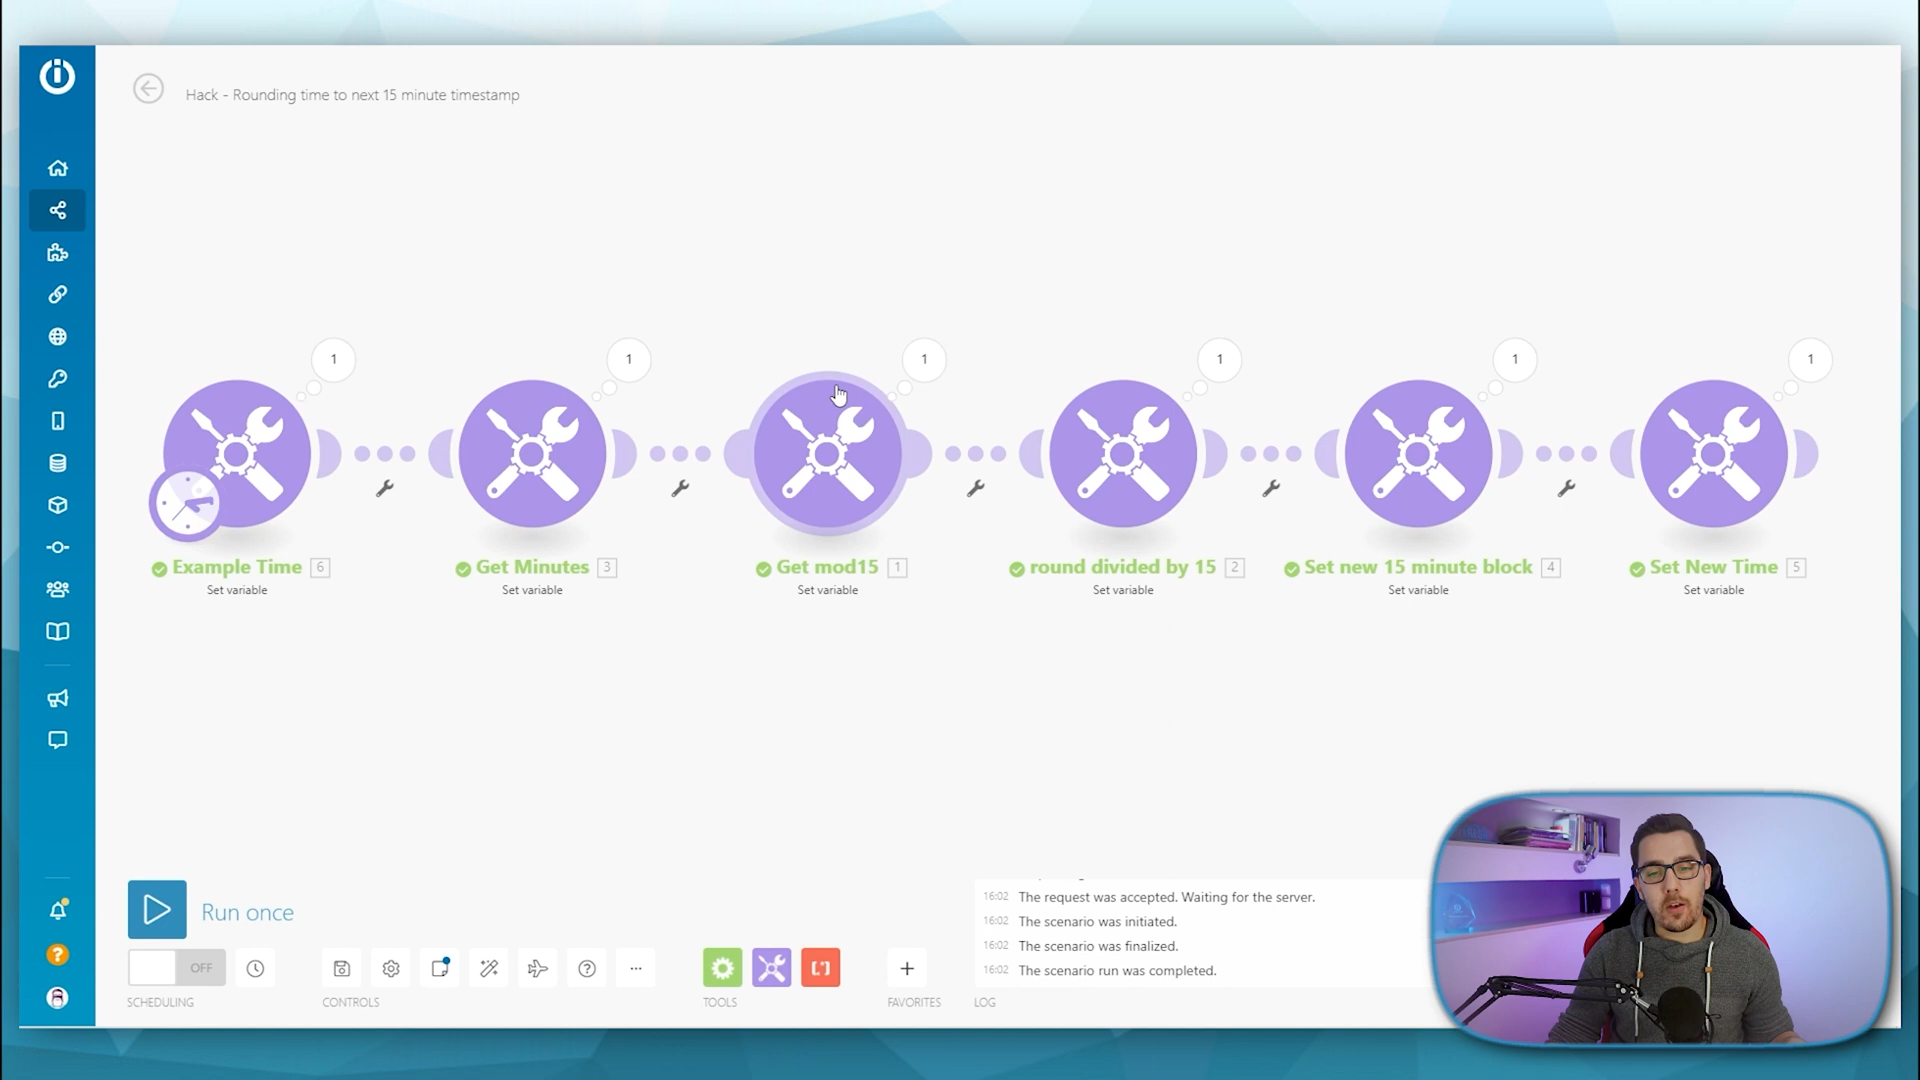 Hack - Rounding time to next 15 minute timestamp
1
1
1
1
1
1
Example Time 6
Get Minutes 3
Get mod15 1
round divided by 15 2
Set new 15 minute block 4
Set New Time 5
Set variable
Set variable
Set variable
Set variable
Set variable
Set variable
Run once
OFF
SCHEDULING
CONTROLS
TOOLS
FAVORITES
16:02 The request was accepted. Waiting for the server.
16:02 The scenario was initiated.
16:02 The scenario was finalized.
16:02 The scenario run was completed.
LOG